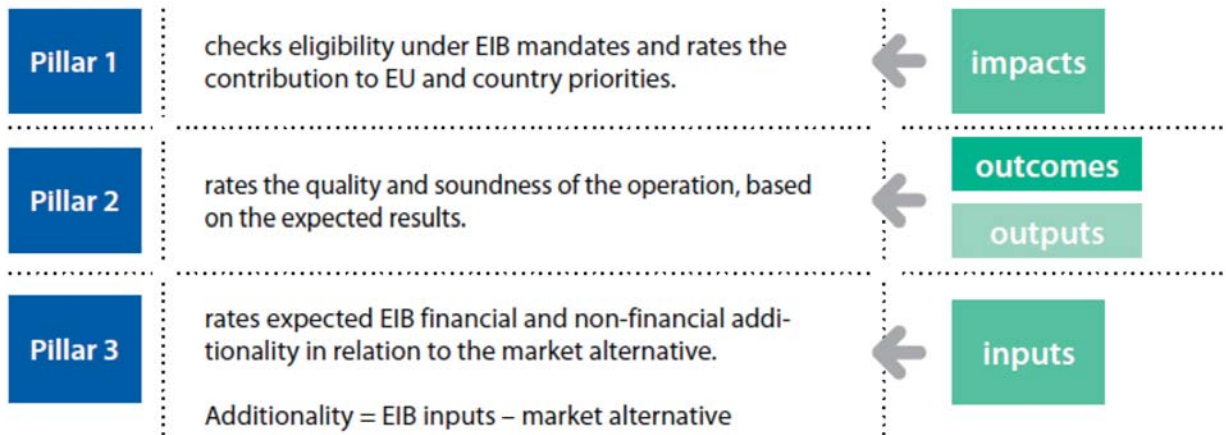 Pillar 1
checks eligibility under EIB mandates and rates the
contribution to EU and country priorities.
impacts
Pillar 2
rates the quality and soundness of the operation, based
on the expected results.
outcomes
outputs
Pillar 3
rates expected EIB financial and non-financial addi-
tionality in relation to the market alternative.
Additionality = EIB inputs – market alternative
inputs